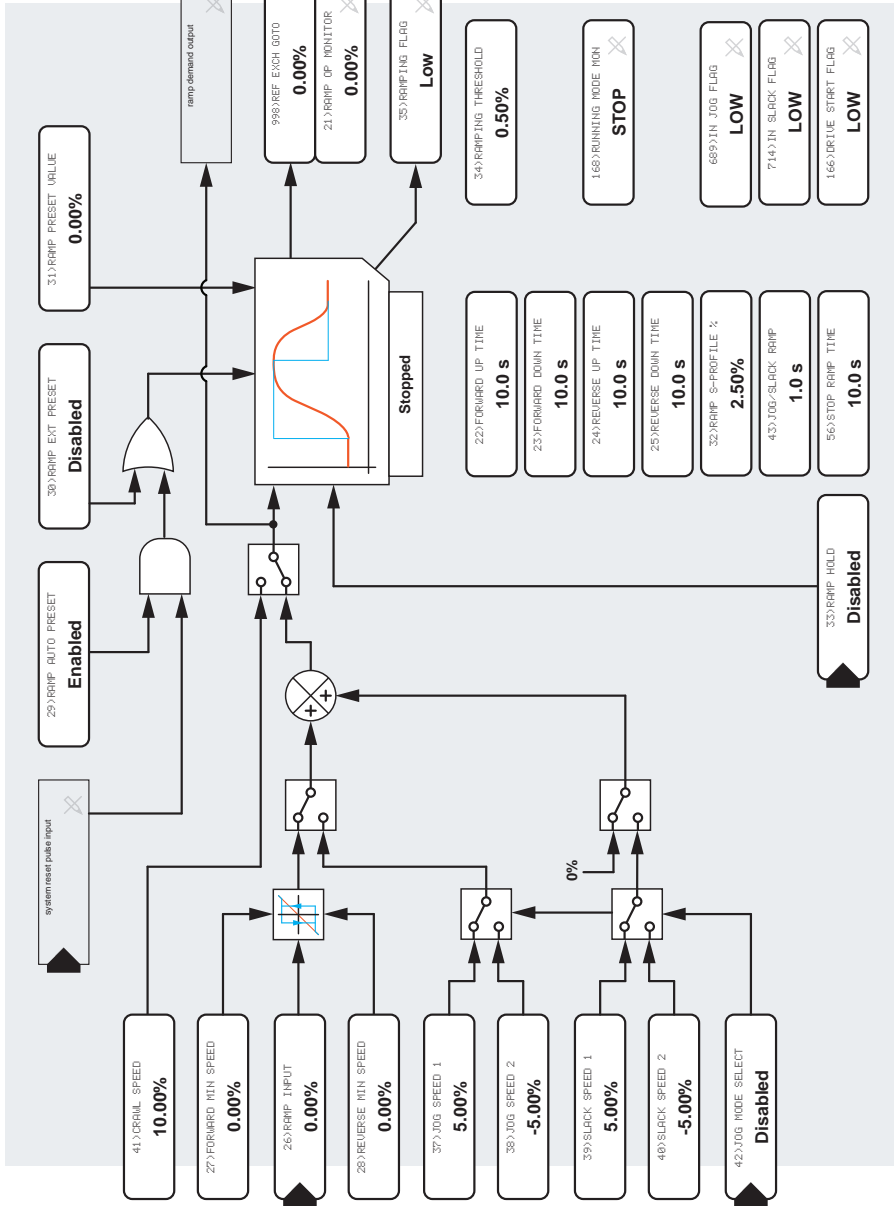 41)CRAWL SPEED
10.00%
27)FORWARD MIN SPEED
0.00%
26)RAMP INPUT
0.00%
28)REVERSE MIN SPEED
0.00%
37)JOG SPEED 1
5.00%
38)JOG SPEED 2
-5.00%
39)SLACK SPEED 1
5.00%
40)SLACK SPEED 2
-5.00%
42)JOG MODE SELECT
Disabled
system reset pulse input
0%
29)RAMP AUTO PRESET
Enabled
30)RAMP EXT PRESET
Disabled
31)RAMP PRESET VALUE
0.00%
+
+
33)RAMP HOLD
Disabled
Stopped
22)FORWARD UP TIME
10.0 s
23)FORWARD DOWN TIME
10.0 s
24)REVERSE UP TIME
10.0 s
25)REVERSE DOWN TIME
10.0 s
32)RAMP S-PROFILE %
2.50%
43)JOG/SLACK RAMP
1.0 s
56)STOP RAMP TIME
10.0 s
ramp demand output
998)REF EXCH GOTO
0.00%
21)RAMP OP MONITOR
0.00%
35)RAMPING FLAG
Low
34)RAMPING THRESHOLD
0.50%
168)RUNNING MODE MON
STOP
689)IN JOG FLAG
LOW
714)IN SLACK FLAG
LOW
166)DRIVE START FLAG
LOW